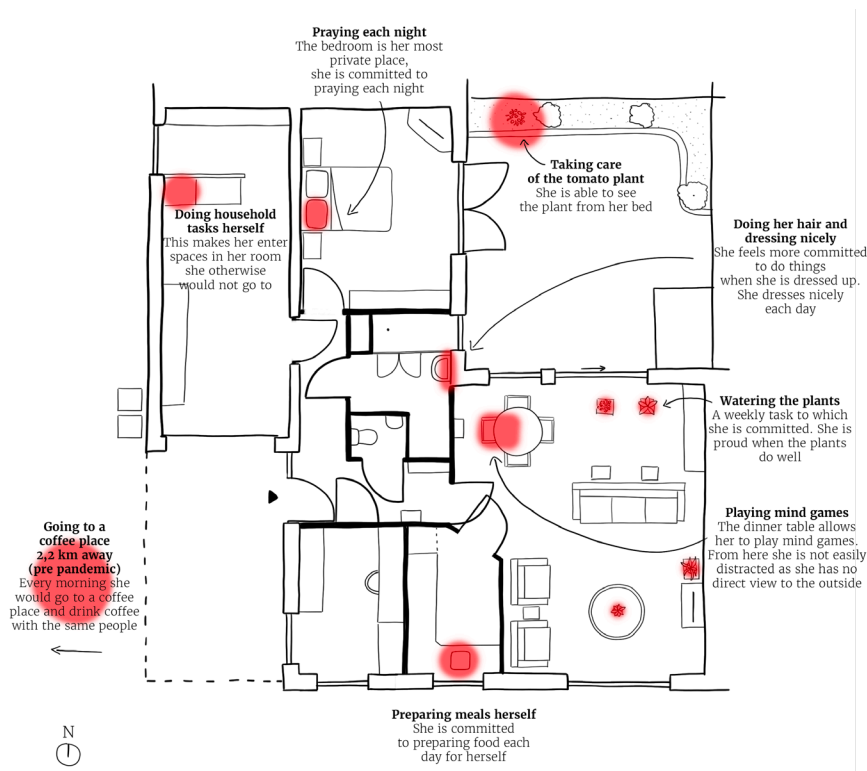 Praying each night
The bedroom is her most
private place,
she is committed to
praying each night
Taking care
of the tomato plant
She is able to see
the plant from her bed
Doing household
tasks herself
This makes her enter
spaces in her room
she otherwise
would not go to
Doing her hair and
dressing nicely
She feels more committed
to do things
when she is dressed up.
She dresses nicely
each day
Watering the plants
A weekly task to which
she is committed. She is
proud when the plants
do well
Playing mind games
The dinner table allows
her to play mind games.
From here she is not easily
distracted as she has no
direct view to the outside
Going to a
coffee place
2,2 km away
(pre pandemic)
Every morning she
would go to a coffee
place and drink coffee
with the same people
Preparing meals herself
She is committed
to preparing food each
day for herself
N